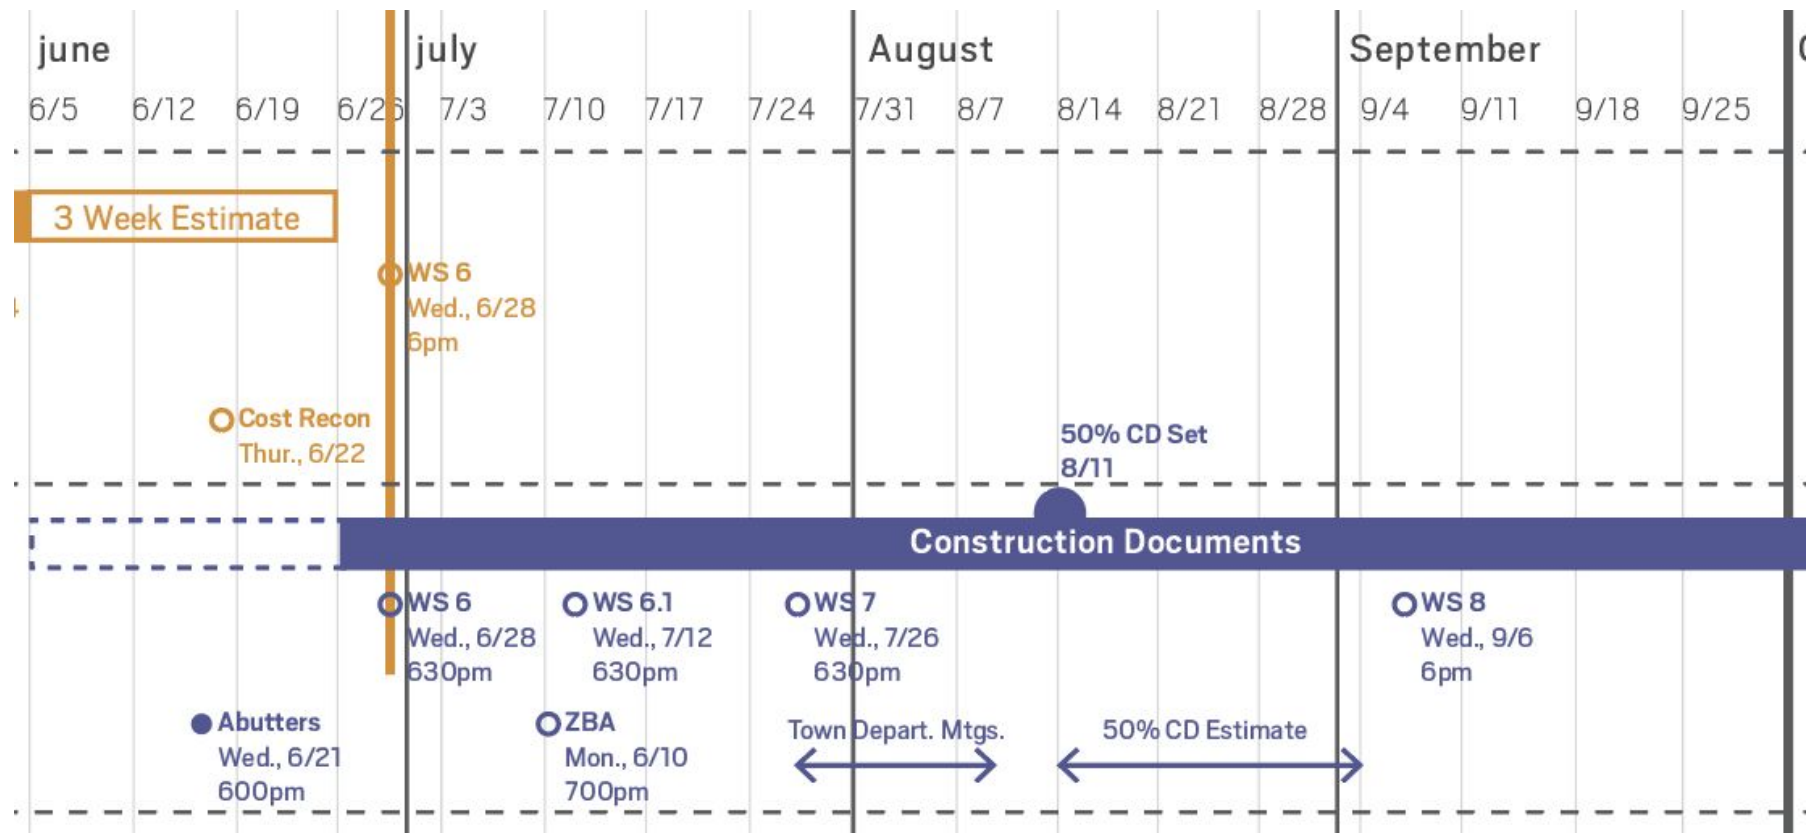 june july August September
6/5 6/12 6/19 6/26 7/3 7/10 7/17 7/24 7/31 8/7 8/14 8/21 8/28 9/4 9/11 9/18 9/25
3 Week Estimate
WS 6
Wed., 6/28
6pm
Cost Recon
Thur., 6/22
50% CD Set
8/11
Construction Documents
WS 6
Wed., 6/28
630pm
WS 6.1
Wed., 7/12
630pm
WS 7
Wed., 7/26
630pm
WS 8
Wed., 9/6
6pm
Abutters
Wed., 6/21
600pm
ZBA
Mon., 6/10
700pm
Town Depart. Mtgs.
50% CD Estimate